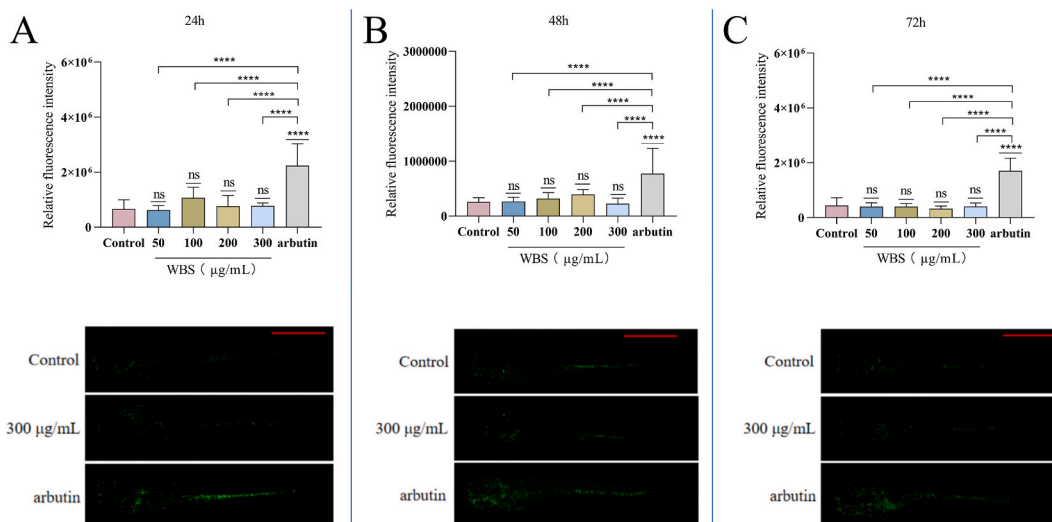 A
24h
Relative fluorescence intensity
6×10⁶
4×10⁶
2×10⁶
0
****
****
****
****
****
ns
ns
ns
ns
Control 50 100 200 300 arbutin
WBS ( µg/mL)
Control
300 µg/mL
arbutin
B
48h
Relative fluorescence intensity
3000000
2000000
1000000
0
****
****
****
****
****
ns
ns
ns
ns
Control 50 100 200 300 arbutin
WBS ( µg/mL)
Control
300 µg/mL
arbutin
C
72h
Relative fluorescence intensity
6×10⁶
4×10⁶
2×10⁶
0
****
****
****
****
****
ns
ns
ns
ns
Control 50 100 200 300 arbutin
WBS ( µg/mL)
Control
300 µg/mL
arbutin